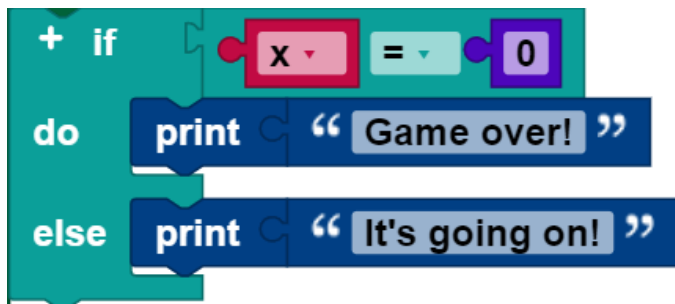 + if x = 0
do print “ Game over! ”
else print “ It's going on! ”